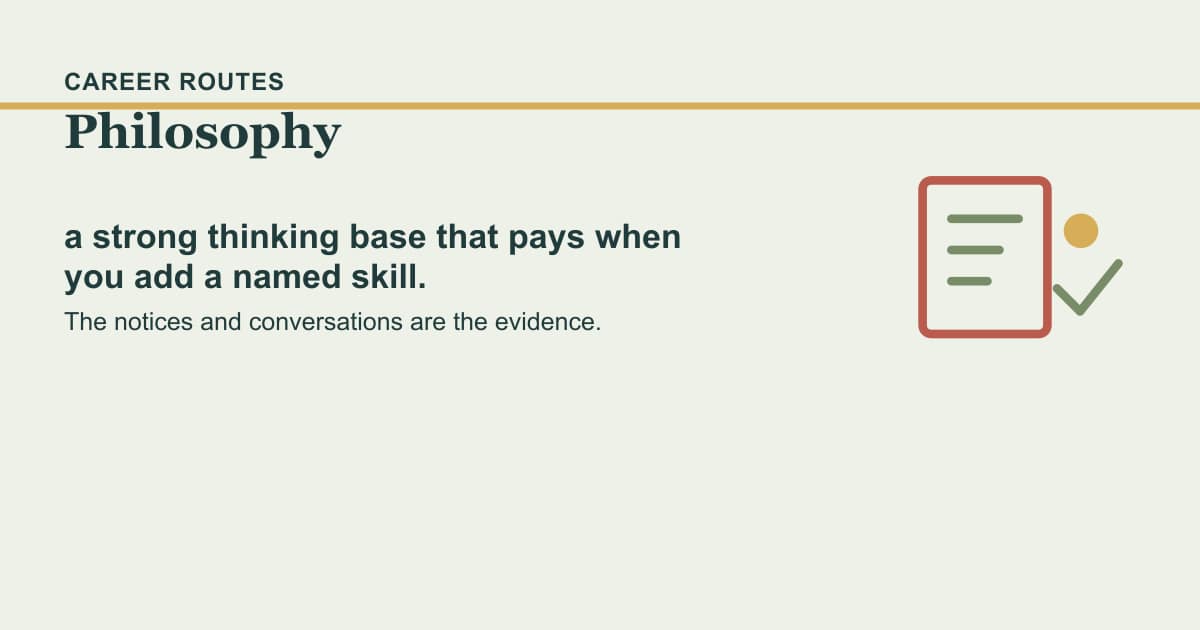 CAREER ROUTES
Philosophy
a strong thinking base that pays when
you add a named skill.
The notices and conversations are the evidence.